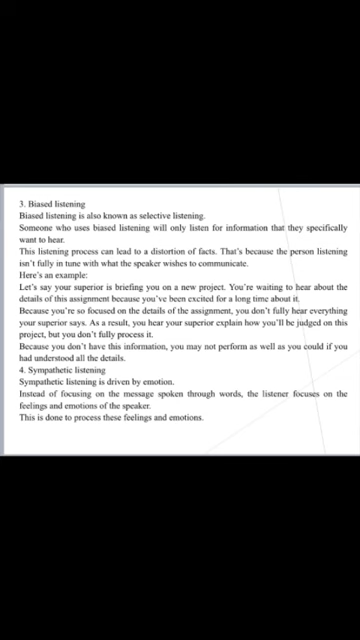 3. Biased listening
Biased listening is also known as selective listening.
Someone who uses biased listening will only listen for information that they specifically
want to hear.
This listening process can lead to a distortion of facts. That's because the person listening
isn't fully in tune with what the speaker wishes to communicate.
Here's an example:
Let's say your superior is briefing you on a new project. You're waiting to hear about the
details of this assignment because you've been excited for a long time about it.
Because you're so focused on the details of the assignment, you don't fully hear everything
your superior says. As a result, you hear your superior explain how you'll be judged on this
project, but you don't fully process it.
Because you don't have this information, you may not perform as well as you could if you
had understood all the details.
4. Sympathetic listening
Sympathetic listening is driven by emotion.
Instead of focusing on the message spoken through words, the listener focuses on the
feelings and emotions of the speaker.
This is done to process these feelings and emotions.